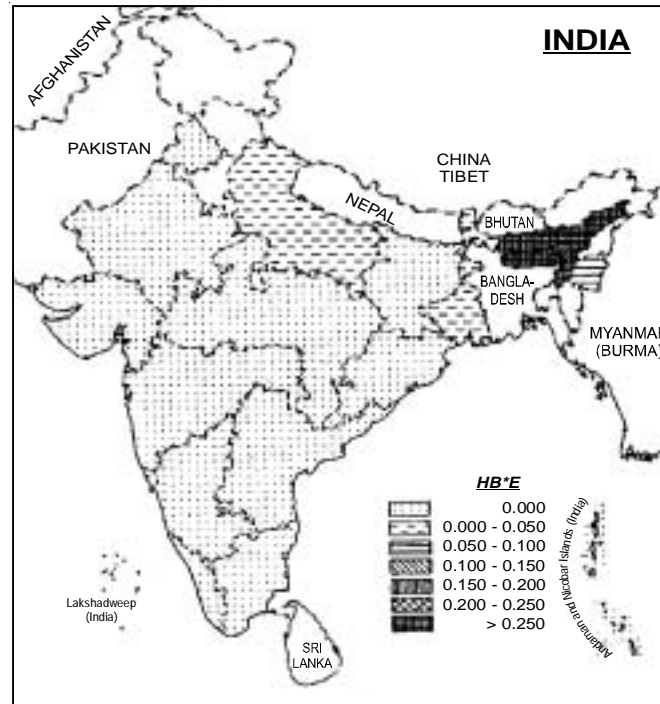 INDIA
AFGHANISTAN
PAKISTAN
CHINA
TIBET
NEPAL
BHUTAN
BANGLA-
DESH
MYANMAR
(BURMA)
HB*E
0.000
0.000 - 0.050
0.050 - 0.100
0.100 - 0.150
0.150 - 0.200
0.200 - 0.250
> 0.250
Andaman and Nicobar Islands (India)
Lakshadweep
(India)
SRI
LANKA